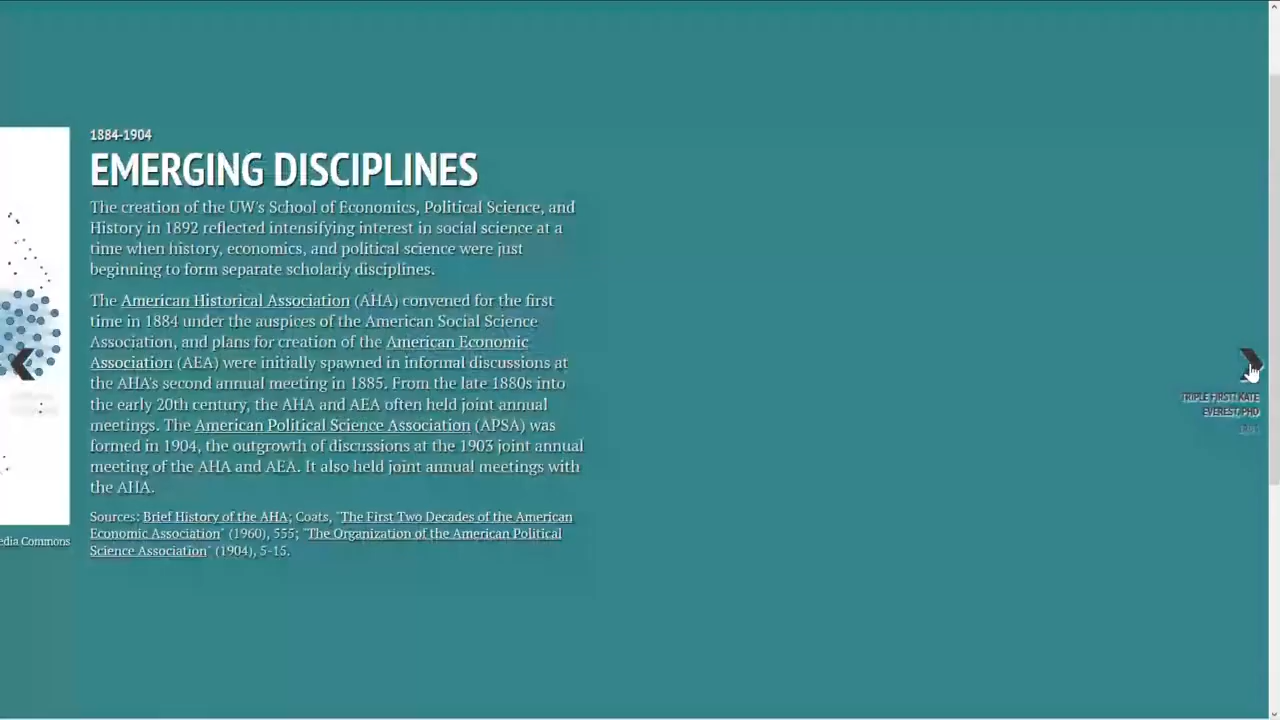 1884-1904
EMERGING DISCIPLINES
The creation of the UW's School of Economics, Political Science, and
History in 1892 reflected intensifying interest in social science at a
time when history, economics, and political science were just
beginning to form separate scholarly disciplines.
The American Historical Association (AHA) convened for the first
time in 1884 under the auspices of the American Social Science
Association, and plans for creation of the American Economic
Association (AEA) were initially spawned in informal discussions at
the AHA's second annual meeting in 1885. From the late 1880s into
the early 20th century, the AHA and AEA often held joint annual
meetings. The American Political Science Association (APSA) was
formed in 1904, the outgrowth of discussions at the 1903 joint annual
meeting of the AHA and AEA. It also held joint annual meetings with
the AHA.
Sources: Brief History of the AHA; Coats, "The First Two Decades of the American
Economic Association" (1960), 555; "The Organization of the American Political
Science Association" (1904), 5-15.
edia Commons
TRIPLE FIRST! KATE
EVEREST, PHD